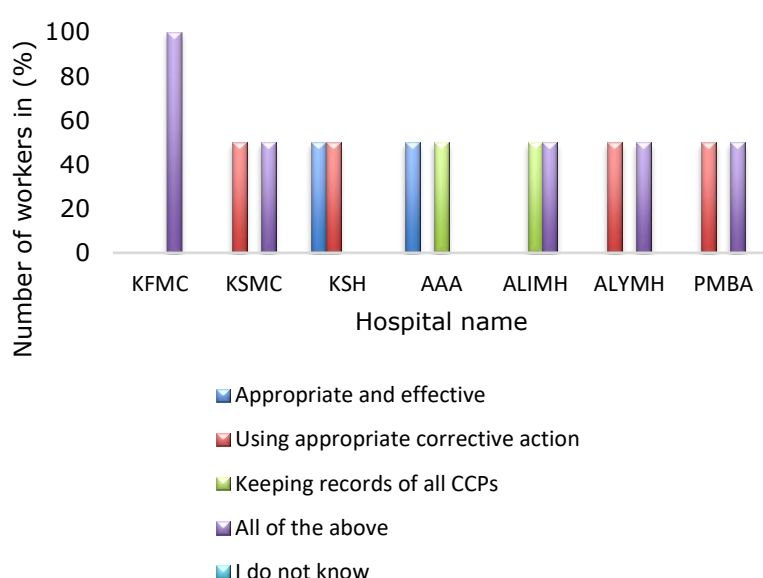 Number of workers in (%)
100
80
60
40
20
0
KFMC KSMC KSH AAA ALIMH ALYMH PMBA
Hospital name
Appropriate and effective
Using appropriate corrective action
Keeping records of all CCPs
All of the above
I do not know